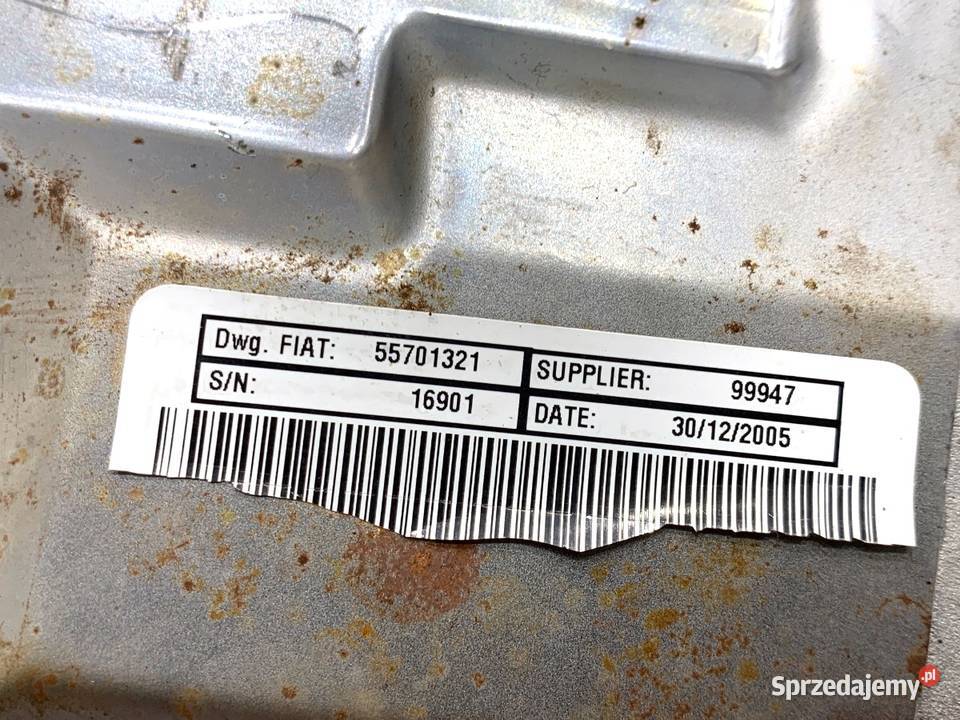 Dwg. FIAT: 55701321
SUPPLIER: 99947
S/N: 16901
DATE: 30/12/2005
Sprzedajemy.pl